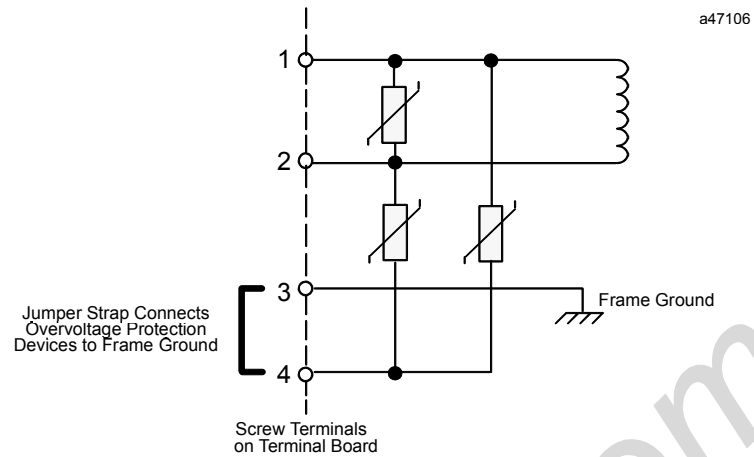 a47106
1
2
3
Frame Ground
Jumper Strap Connects
Overvoltage Protection
Devices to Frame Ground
4
Screw Terminals
on Terminal Board
om